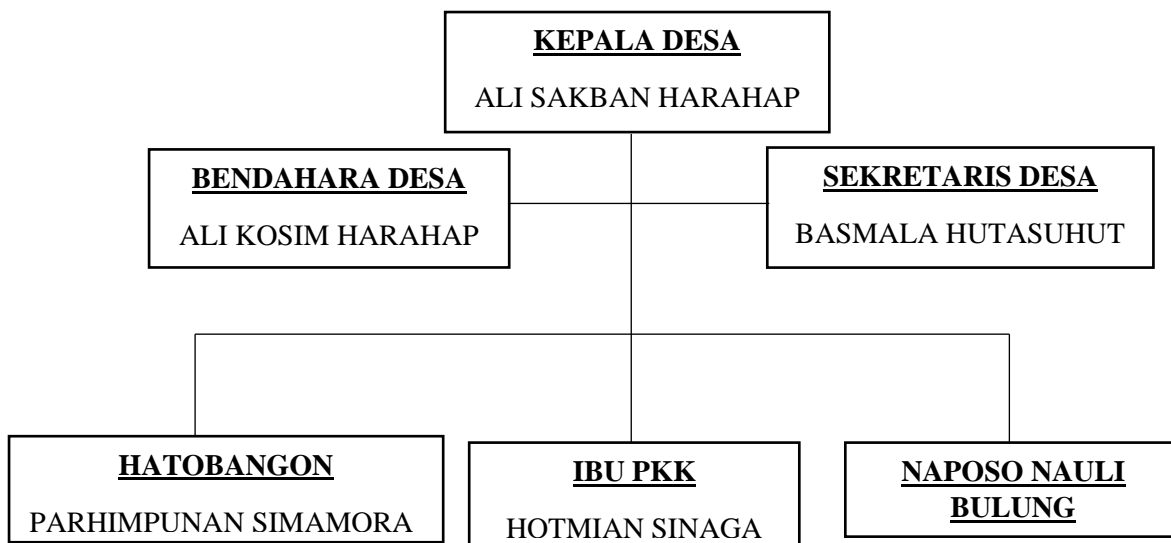 KEPALA DESA
ALI SAKBAN HARAHAP
BENDAHARA DESA
ALI KOSIM HARAHAP
SEKRETARIS DESA
BASMALA HUTASUHUT
HATOBANGON
PARHIMPUNAN SIMAMORA
IBU PKK
HOTMIAN SINAGA
NAPOSO NAULI
BULUNG